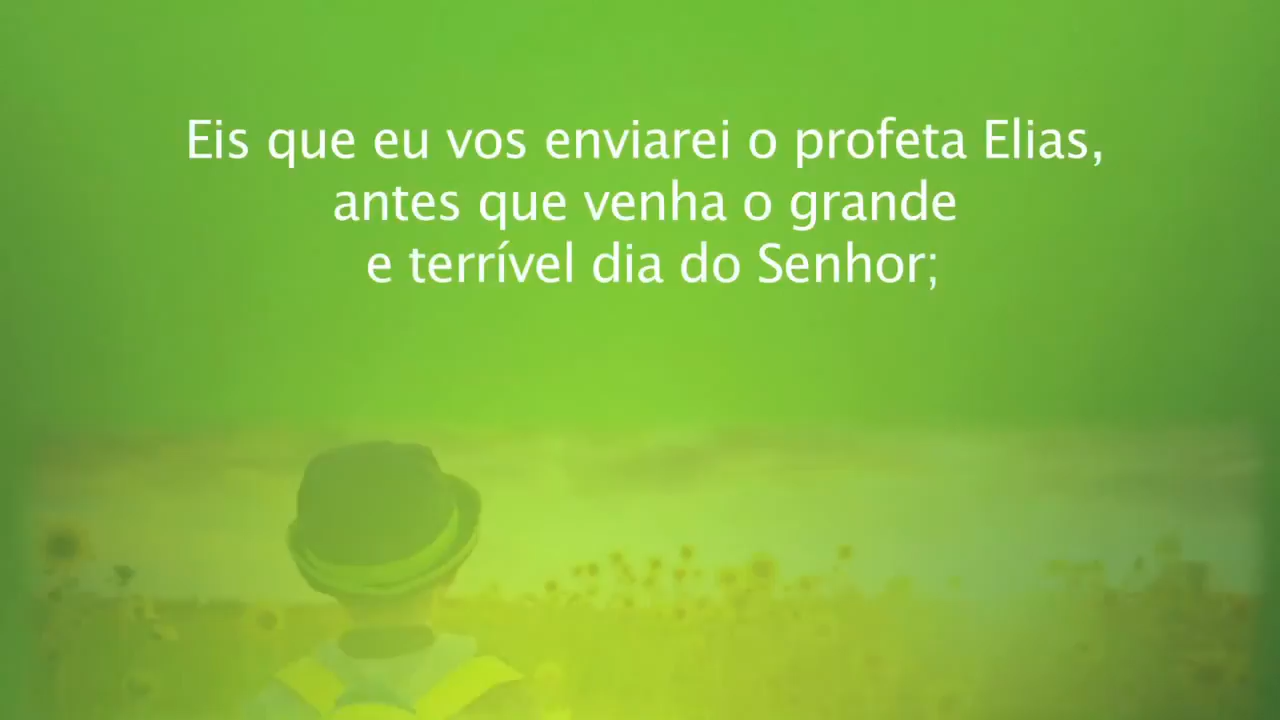 Eis que eu vos enviarei o profeta Elias,
antes que venha o grande
e terrível dia do Senhor;